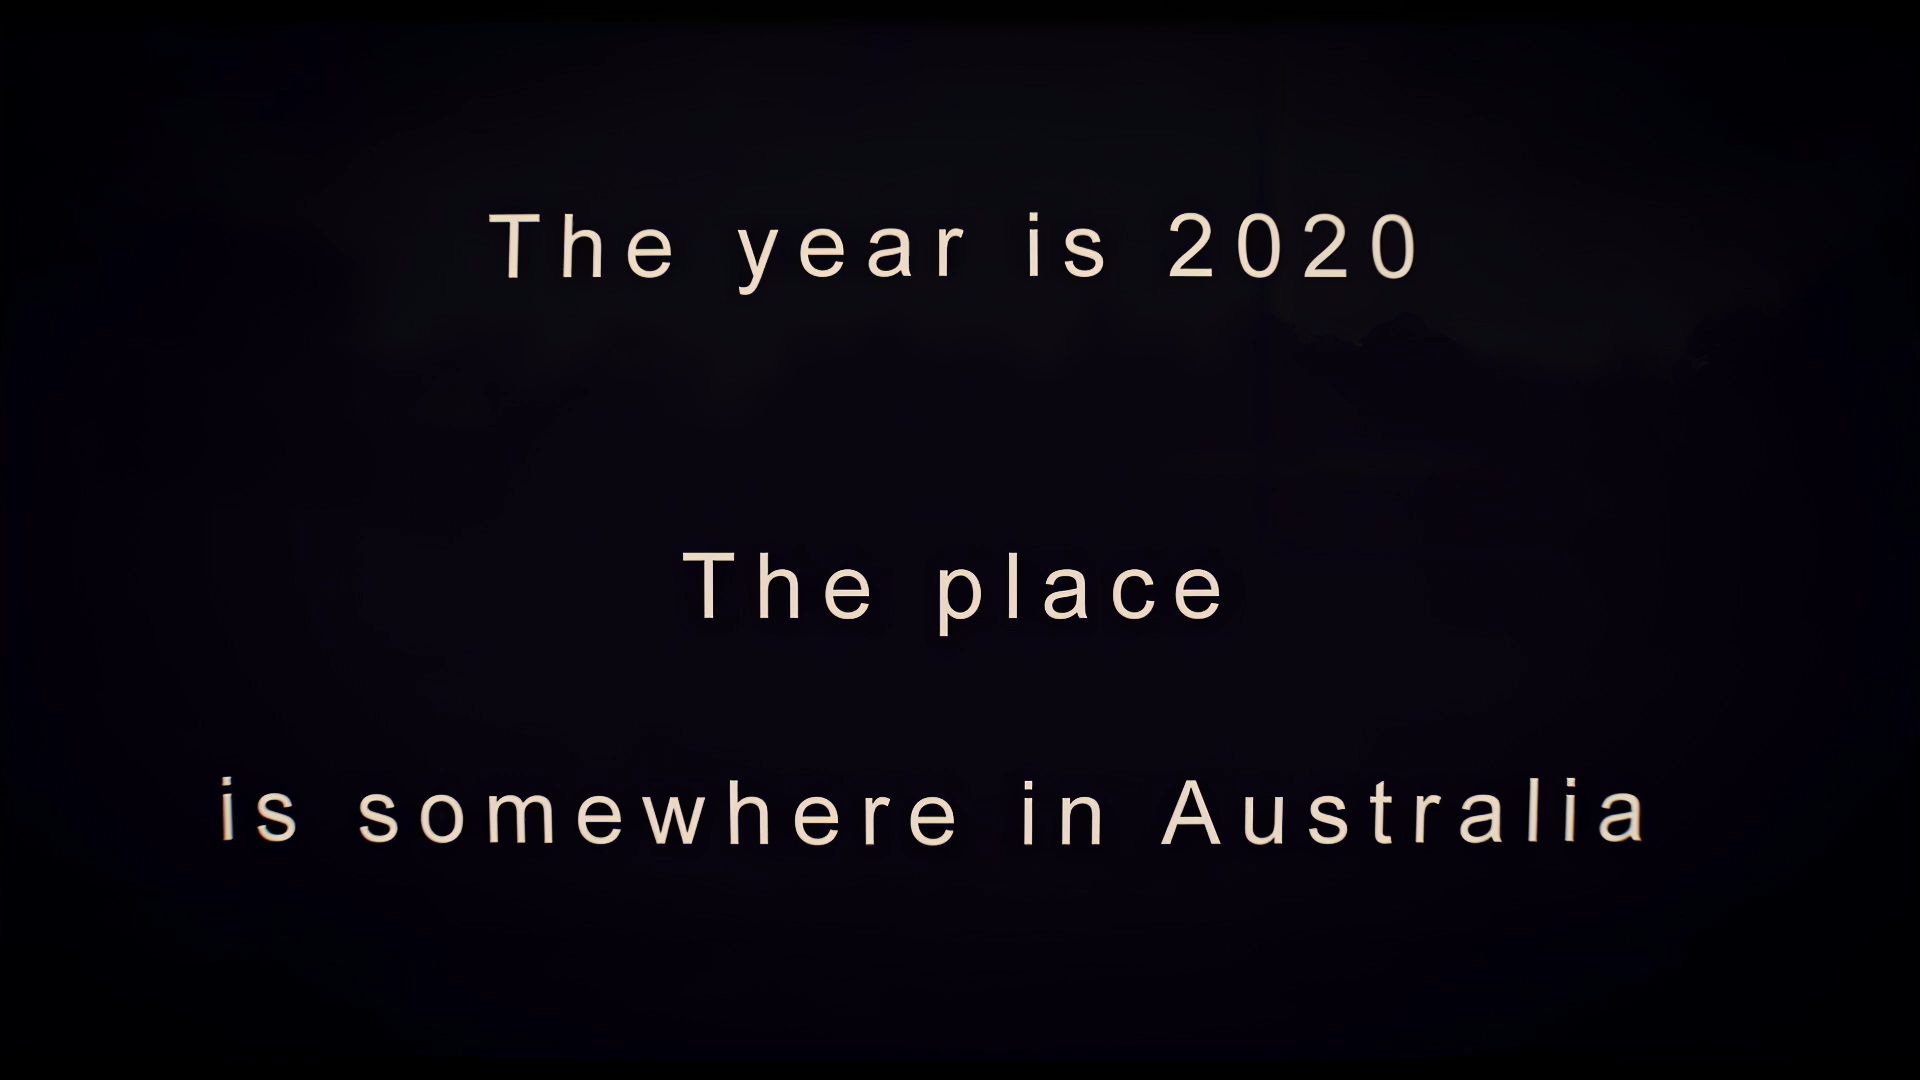 The year is 2020
The place
is somewhere in Australia